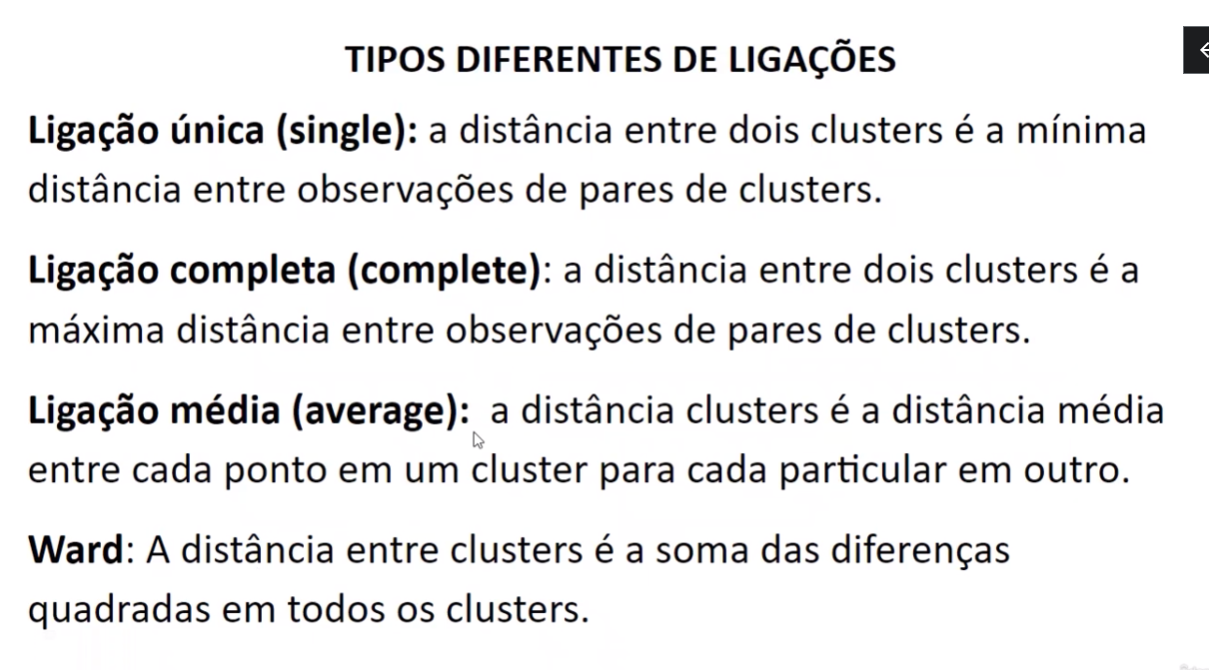 TIPOS DIFERENTES DE LIGAÇÕES
Ligação única (single): a distância entre dois clusters é a mínima
distância entre observações de pares de clusters.
Ligação completa (complete): a distância entre dois clusters é a
máxima distância entre observações de pares de clusters.
Ligação média (average): a distância clusters é a distância média
entre cada ponto em um cluster para cada particular em outro.
Ward: A distância entre clusters é a soma das diferenças
quadradas em todos os clusters.